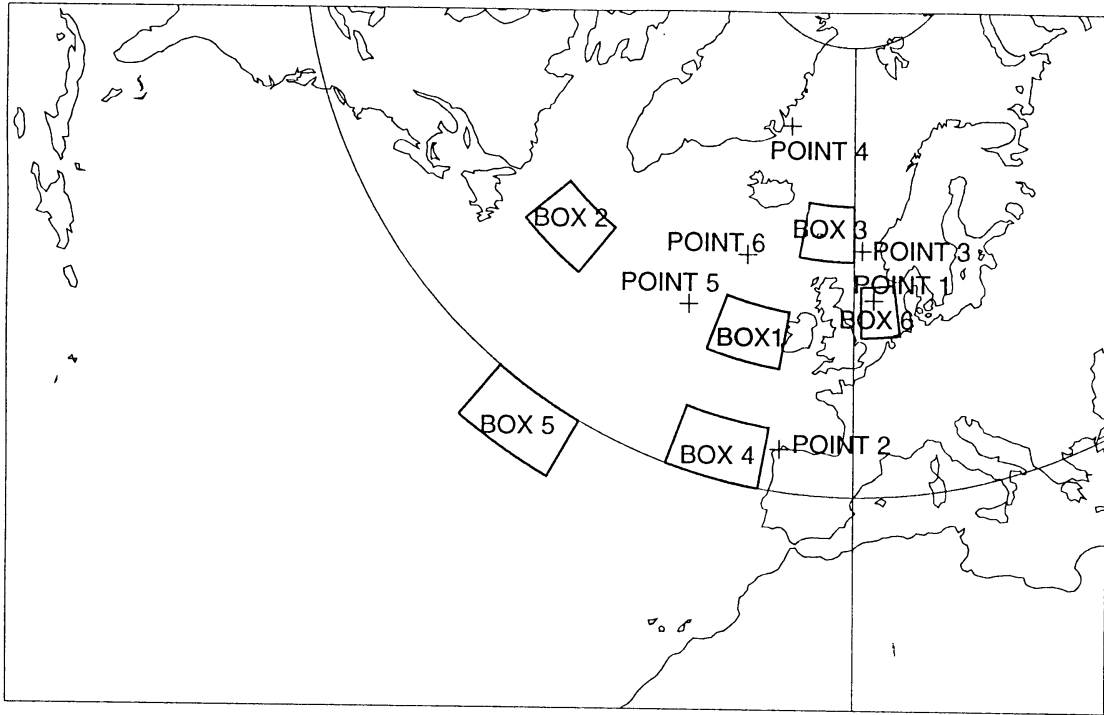 POINT 4
BOX 2
BOX 3
POINT 6
POINT 3
POINT 5
POINT 1
BOX 6
BOX1
BOX 5
BOX 4
POINT 2